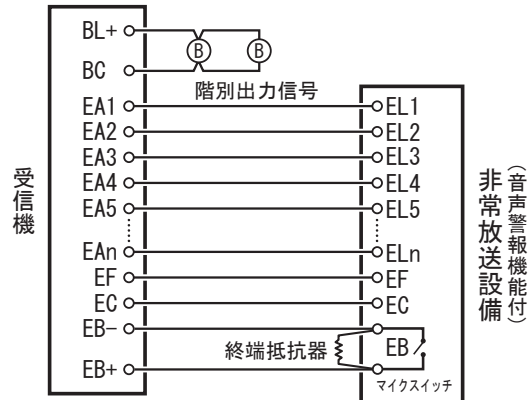 BL+
BC
B
B
階別出力信号
EA1
EL1
EA2
EL2
EA3
EL3
EA4
EL4
EA5
EL5
EAn
ELn
EF
EF
EC
EC
EB-
EB+
終端抵抗器
EB
マイクスイッチ
受信機
非常放送設備
(音声警報機能付)